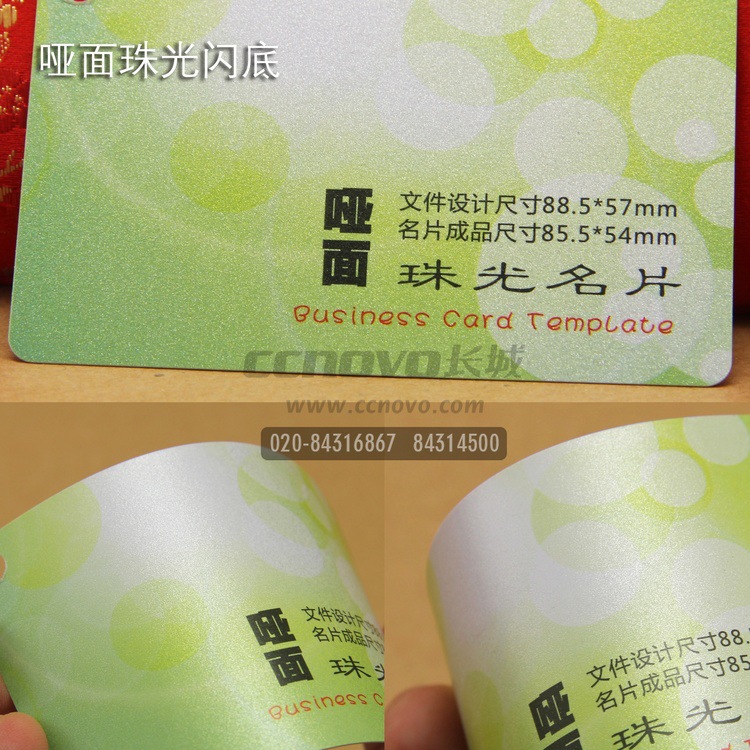 哑面珠光闪底
哑面
文件设计尺寸88.5*57mm
名片成品尺寸85.5*54mm
珠光名片
Business Card Template
ccnovo长城
www.ccnovo.com
020-84316867 84314500
哑面
文件设计尺寸
名片成品尺寸
珠
Business C
哑面
文件设计尺寸88.
名片成品尺寸85
珠光名